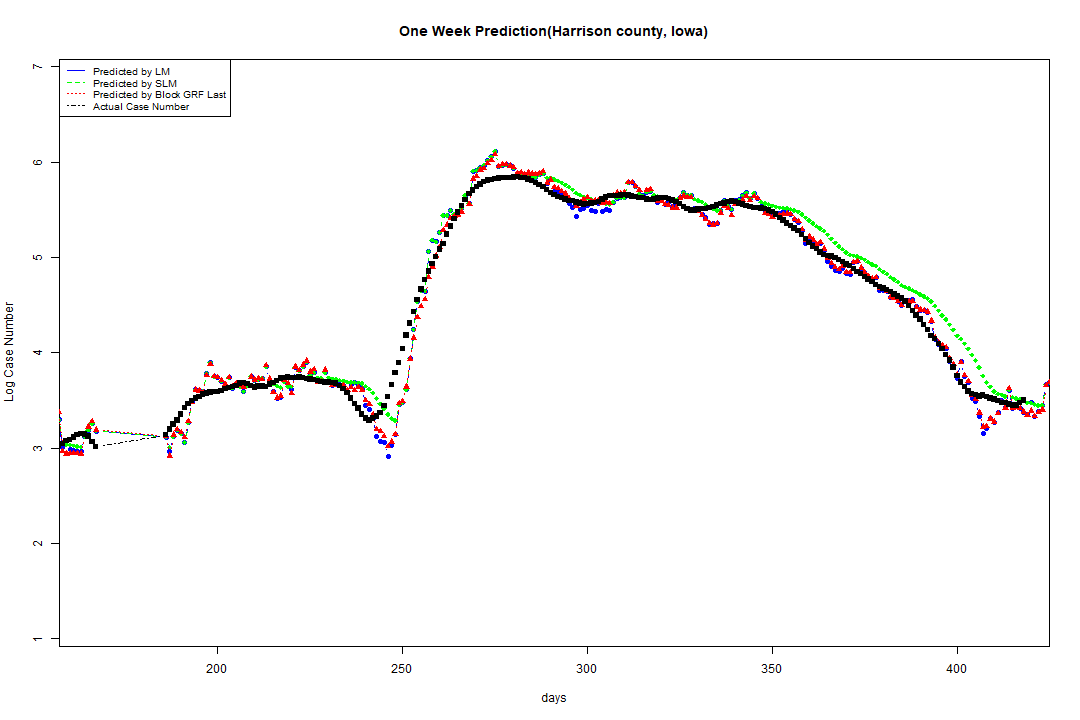 One Week Prediction(Harrison county, Iowa)
Predicted by LM
Predicted by SLM
Predicted by Block GRF Last
Actual Case Number
7
6
5
4
3
2
1
Log Case Number
200
250
300
350
400
days